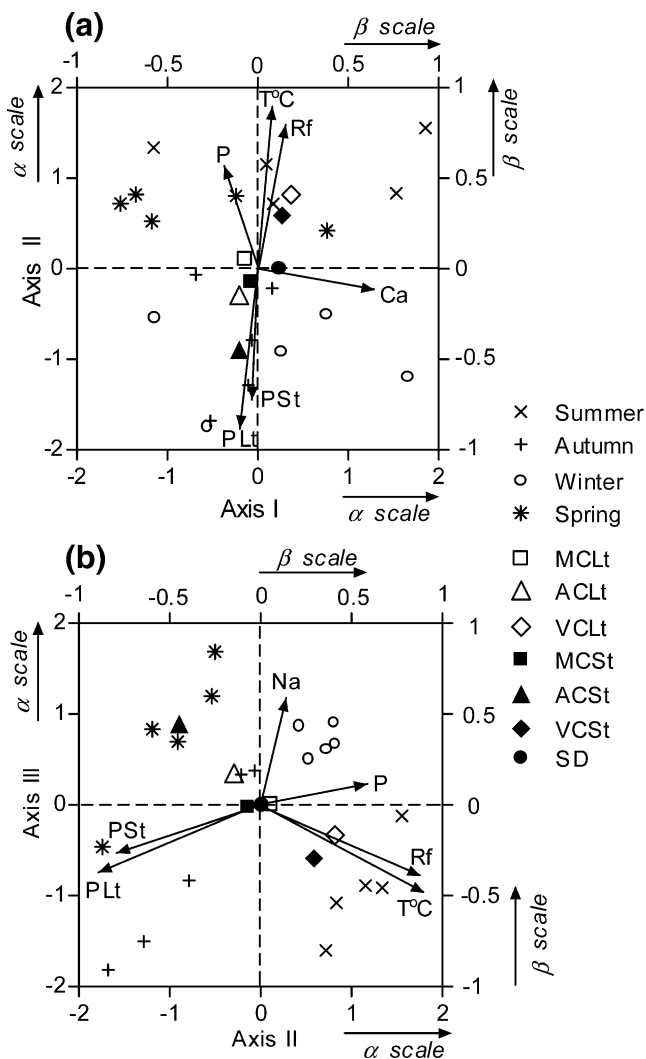 (a)
β scale
-1 -0.5 0 0.5 1
2 1
α scale
β scale
T°C
Rf
P
1 0.5
Axis II
0 0
Ca
-1 -0.5
PSt
PLt
-2 -1
-2 -1 0 1 2
Axis I
α scale
× Summer
+ Autumn
Winter
Spring
MCLt
ACLt
VCLt
MCSt
ACSt
VCSt
SD
(b)
β scale
-1 -0.5 0 0.5 1
2 1
α scale
Na
1 0.5
P
Axis III
0 0
PSt
PLt
Rf
T°C
-1 -0.5
β scale
-2 -1
-2 -1 0 1 2
Axis II
α scale